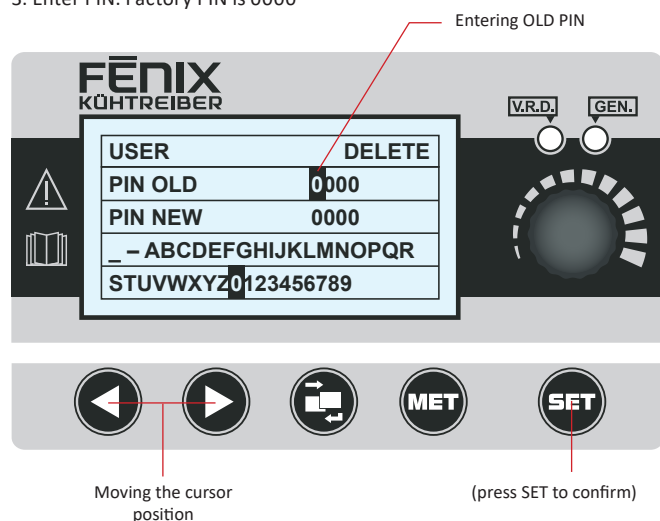 3. Enter PIN. Factory PIN is 0000
Entering OLD PIN
FĒNIX
KÜHTREIBER
V.R.D. GEN.
USER DELETE
PIN OLD 0000
PIN NEW 0000
_ – ABCDEFGHIJKLMNOPQR
STUVWXYZ0123456789
MET
SET
Moving the cursor
position
(press SET to confirm)